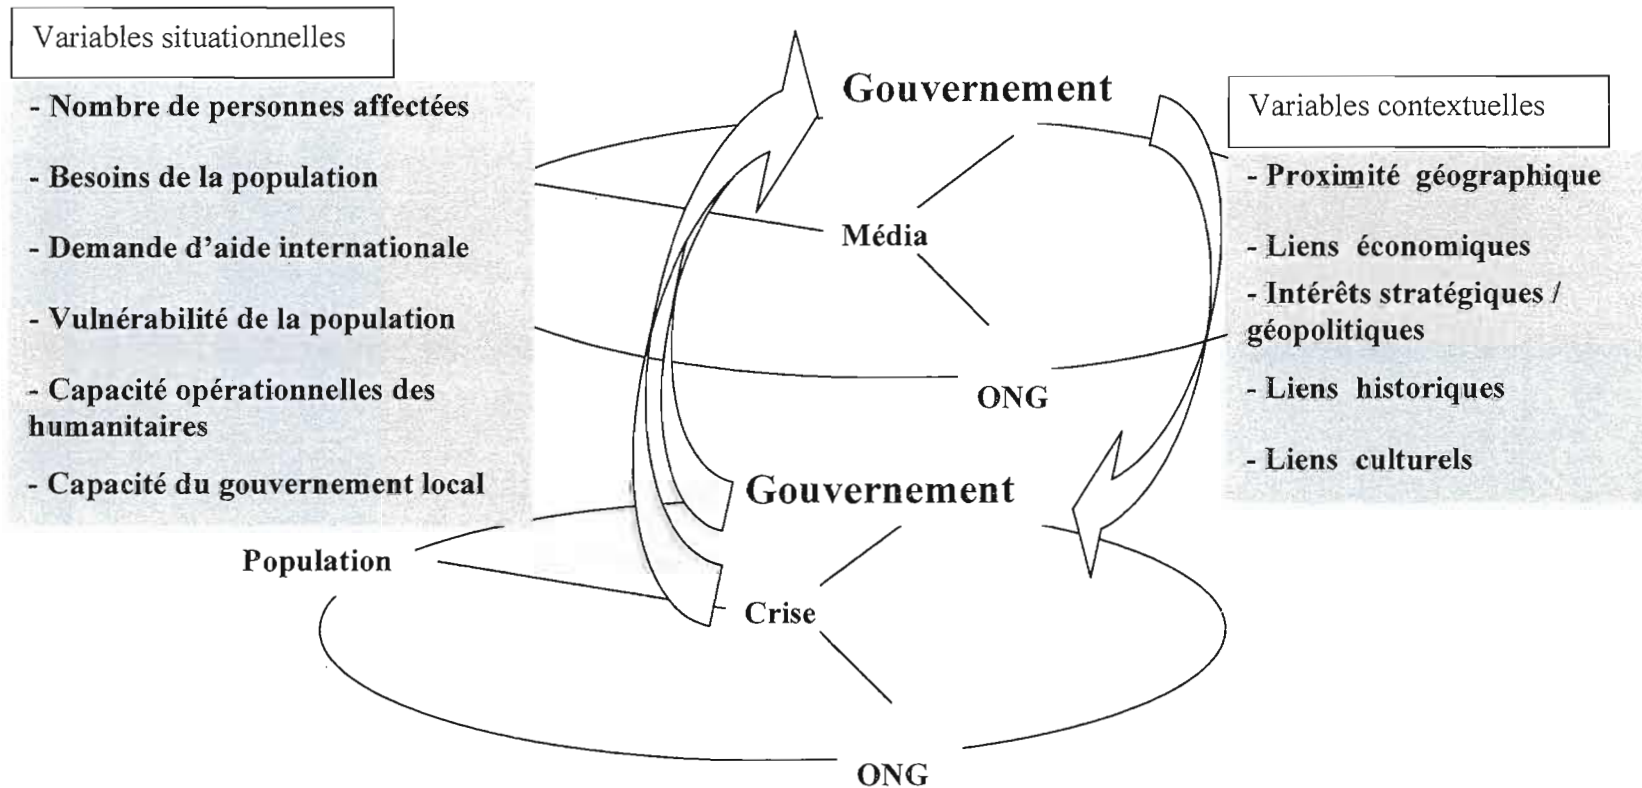 Variables situationnelles
- Nombre de personnes affectées
- Besoins de la population
- Demande d'aide internationale
- Vulnérabilité de la population
- Capacité opérationnelles des
humanitaires
- Capacité du gouvernement local
Gouvernement
Média
ONG
Variables contextuelles
- Proximité géographique
- Liens économiques
- Intérêts stratégiques /
géopolitiques
- Liens historiques
- Liens culturels
Gouvernement
Population
Crise
ONG